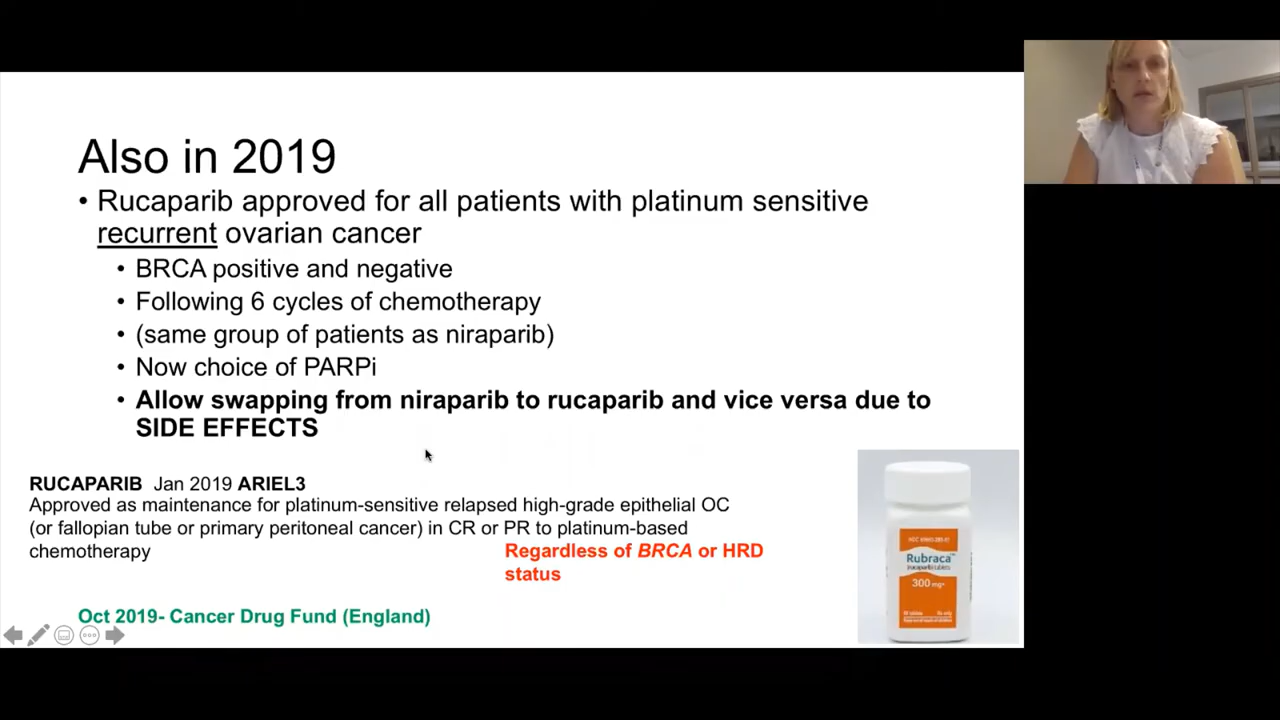 Also in 2019
• Rucaparib approved for all patients with platinum sensitive
recurrent ovarian cancer
• BRCA positive and negative
• Following 6 cycles of chemotherapy
• (same group of patients as niraparib)
• Now choice of PARPi
• Allow swapping from niraparib to rucaparib and vice versa due to
SIDE EFFECTS
RUCAPARIB Jan 2019 ARIEL3
Approved as maintenance for platinum-sensitive relapsed high-grade epithelial OC
(or fallopian tube or primary peritoneal cancer) in CR or PR to platinum-based
chemotherapy
Regardless of BRCA or HRD
status
Oct 2019- Cancer Drug Fund (England)
Rubraca™
rucaparib tablets
300 mg